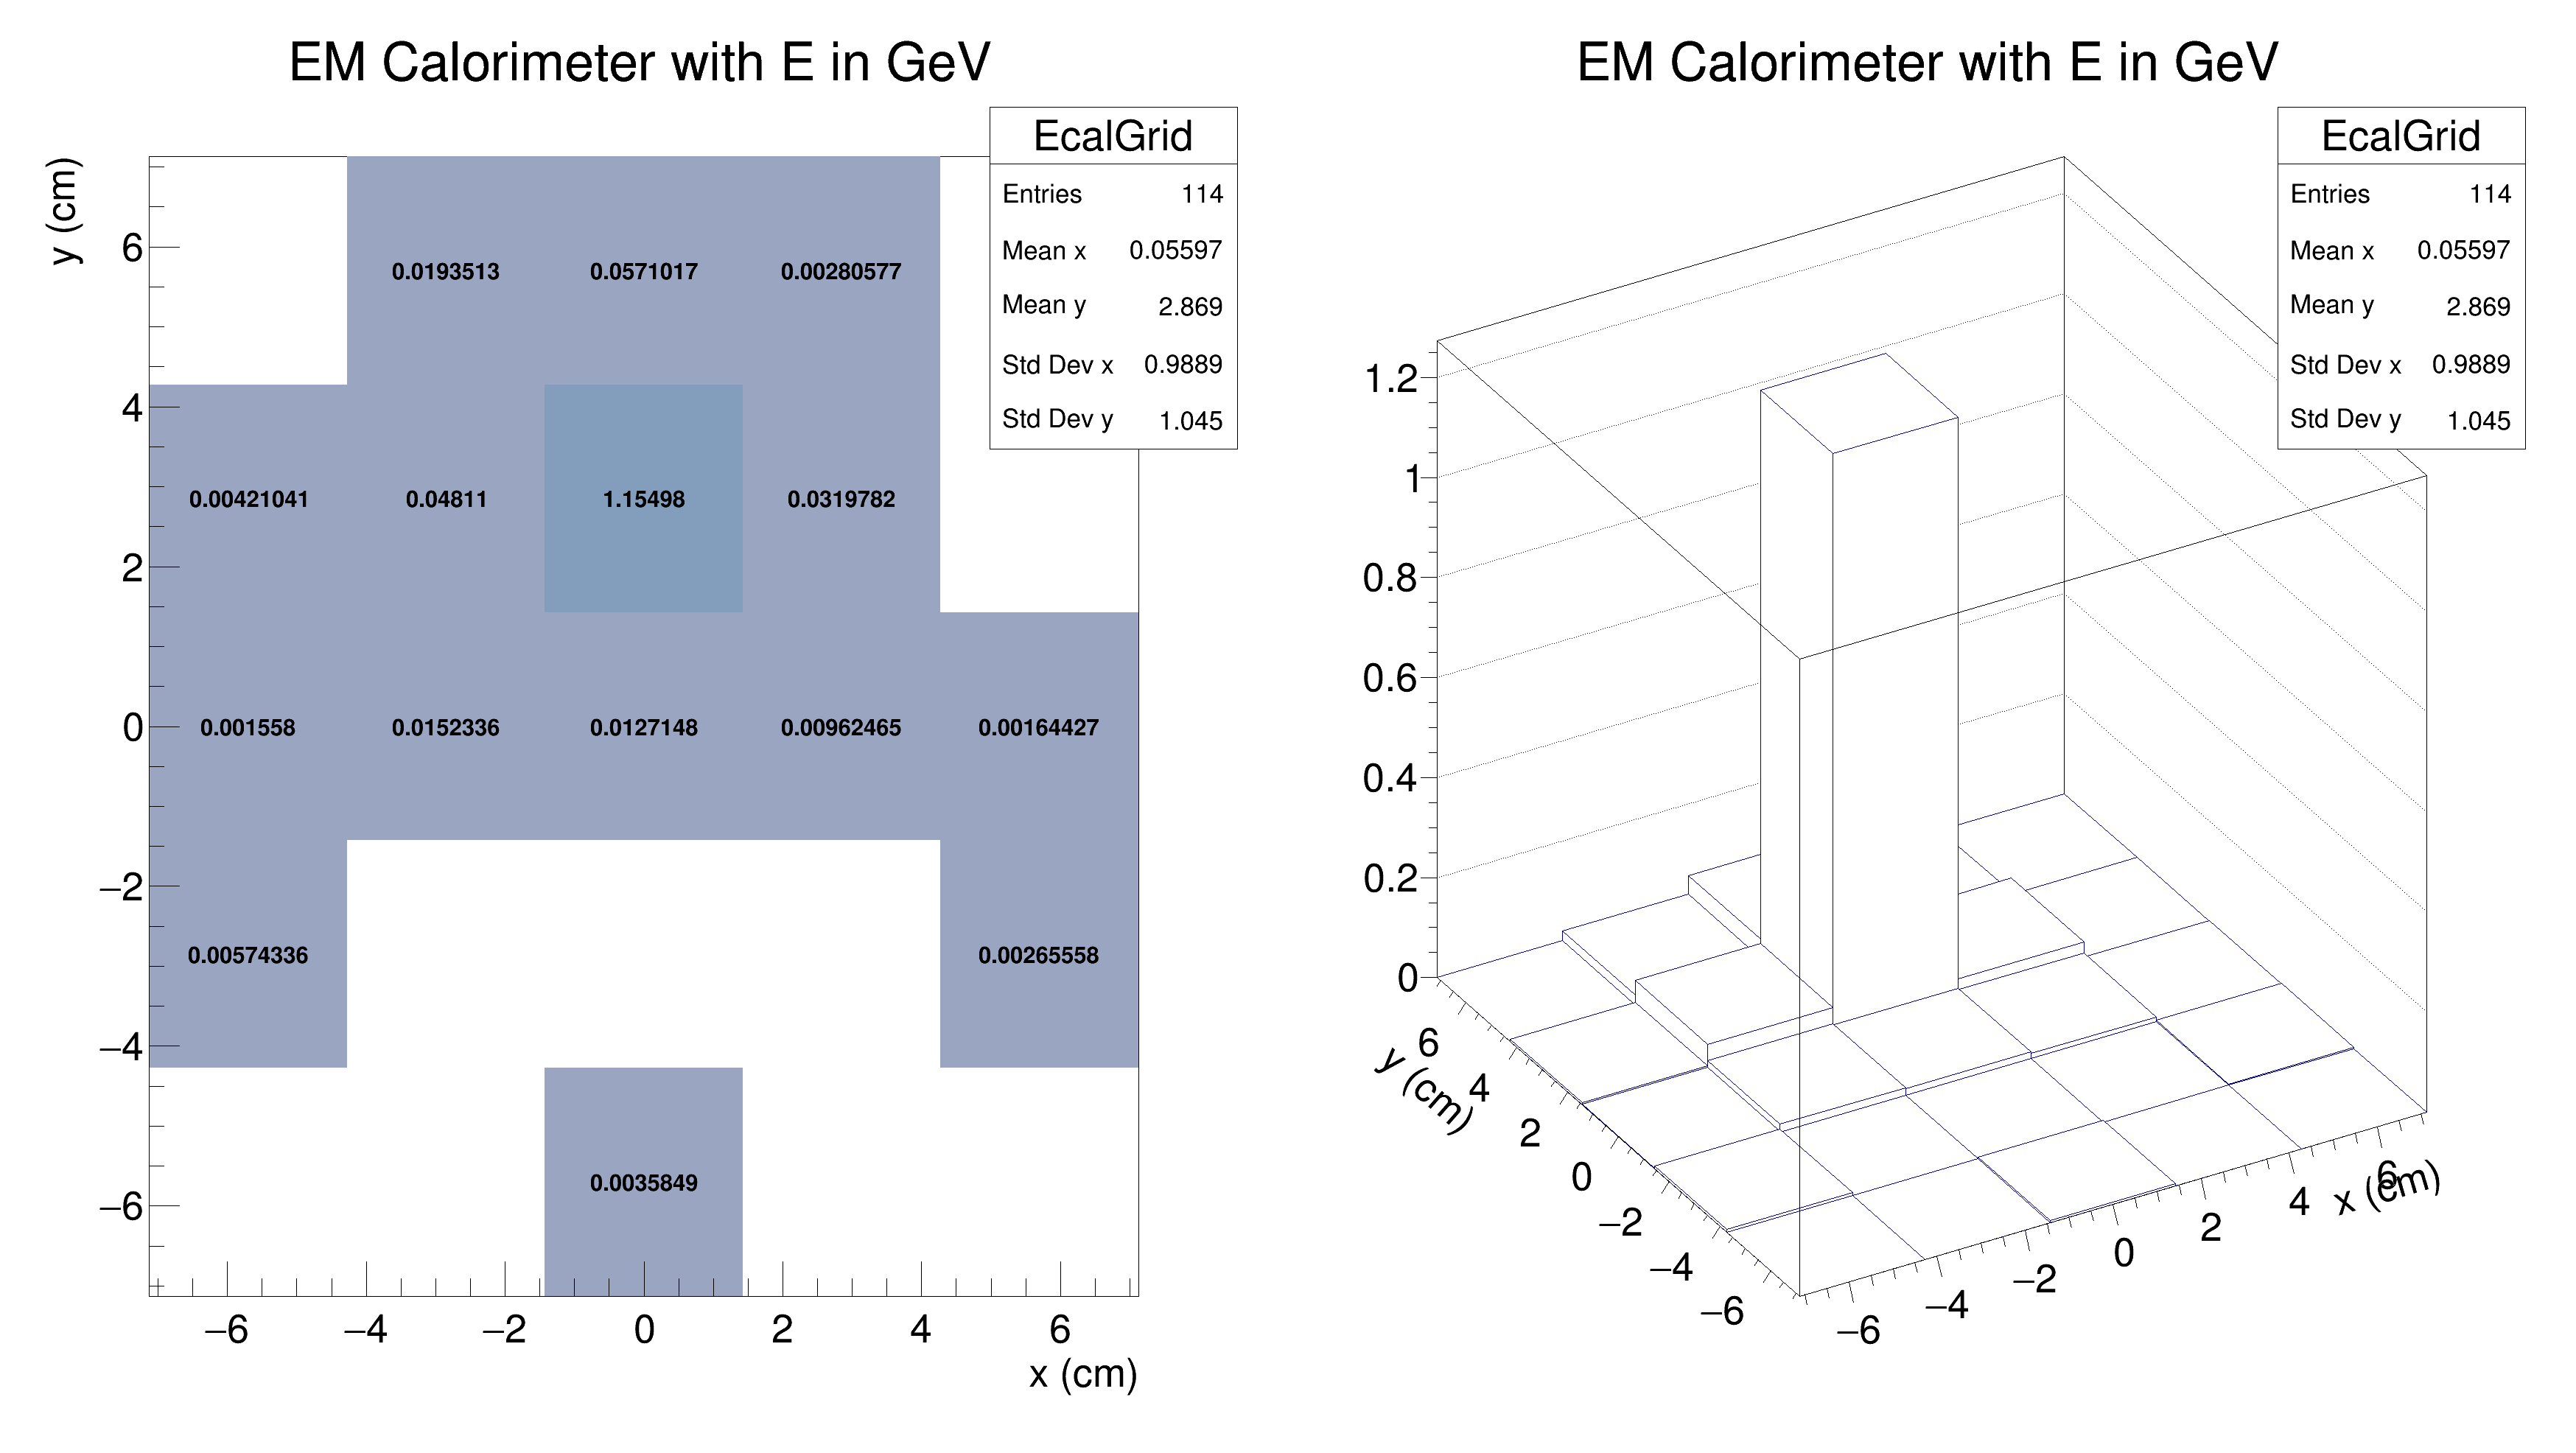 EM Calorimeter with E in GeV
EcalGrid
Entries 114
Mean x 0.05597
Mean y 2.869
Std Dev x 0.9889
Std Dev y 1.045
y (cm)
6
4
2
0
−2
−4
−6
0.0193513 0.0571017 0.00280577
0.00421041 0.04811 1.15498 0.0319782
0.001558 0.0152336 0.0127148 0.00962465 0.00164427
0.00574336 0.00265558
0.0035849
−6 −4 −2 0 2 4 6
x (cm)
EM Calorimeter with E in GeV
EcalGrid
Entries 114
Mean x 0.05597
Mean y 2.869
Std Dev x 0.9889
Std Dev y 1.045
1.2
1
0.8
0.6
0.4
0.2
0
6
4
2
0
−2
−4
−6
y (cm)
−6 −4 −2 0 2 4 6
x (cm)